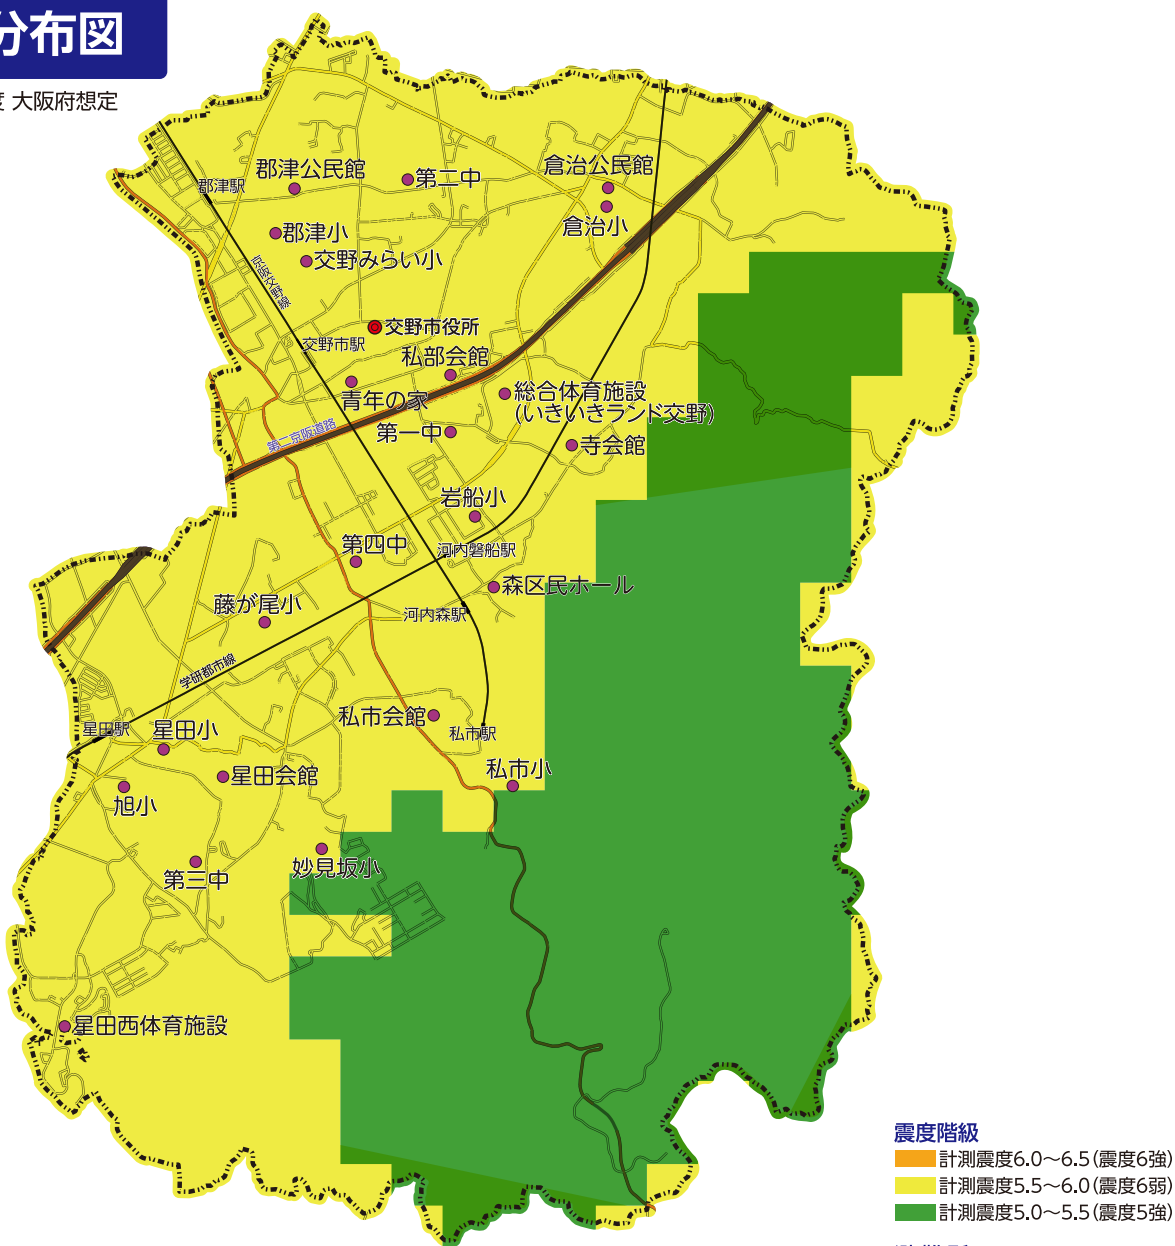 分布図
度 大阪府想定
郡津公民館
第二中
倉治公民館
郡津駅
倉治小
郡津小
交野みらい小
京阪交野線
交野市役所
交野市駅
私部会館
青年の家
総合体育施設
(いきいきランド交野)
第二京阪道路
第一中
寺会館
岩船小
第四中
河内磐船駅
森区民ホール
藤が尾小
河内森駅
学研都市線
私市会館
星田駅
星田小
私市駅
星田会館
私市小
旭小
妙見坂小
第三中
星田西体育施設
震度階級
計測震度6.0～6.5(震度6強)
計測震度5.5～6.0(震度6弱)
計測震度5.0～5.5(震度5強)